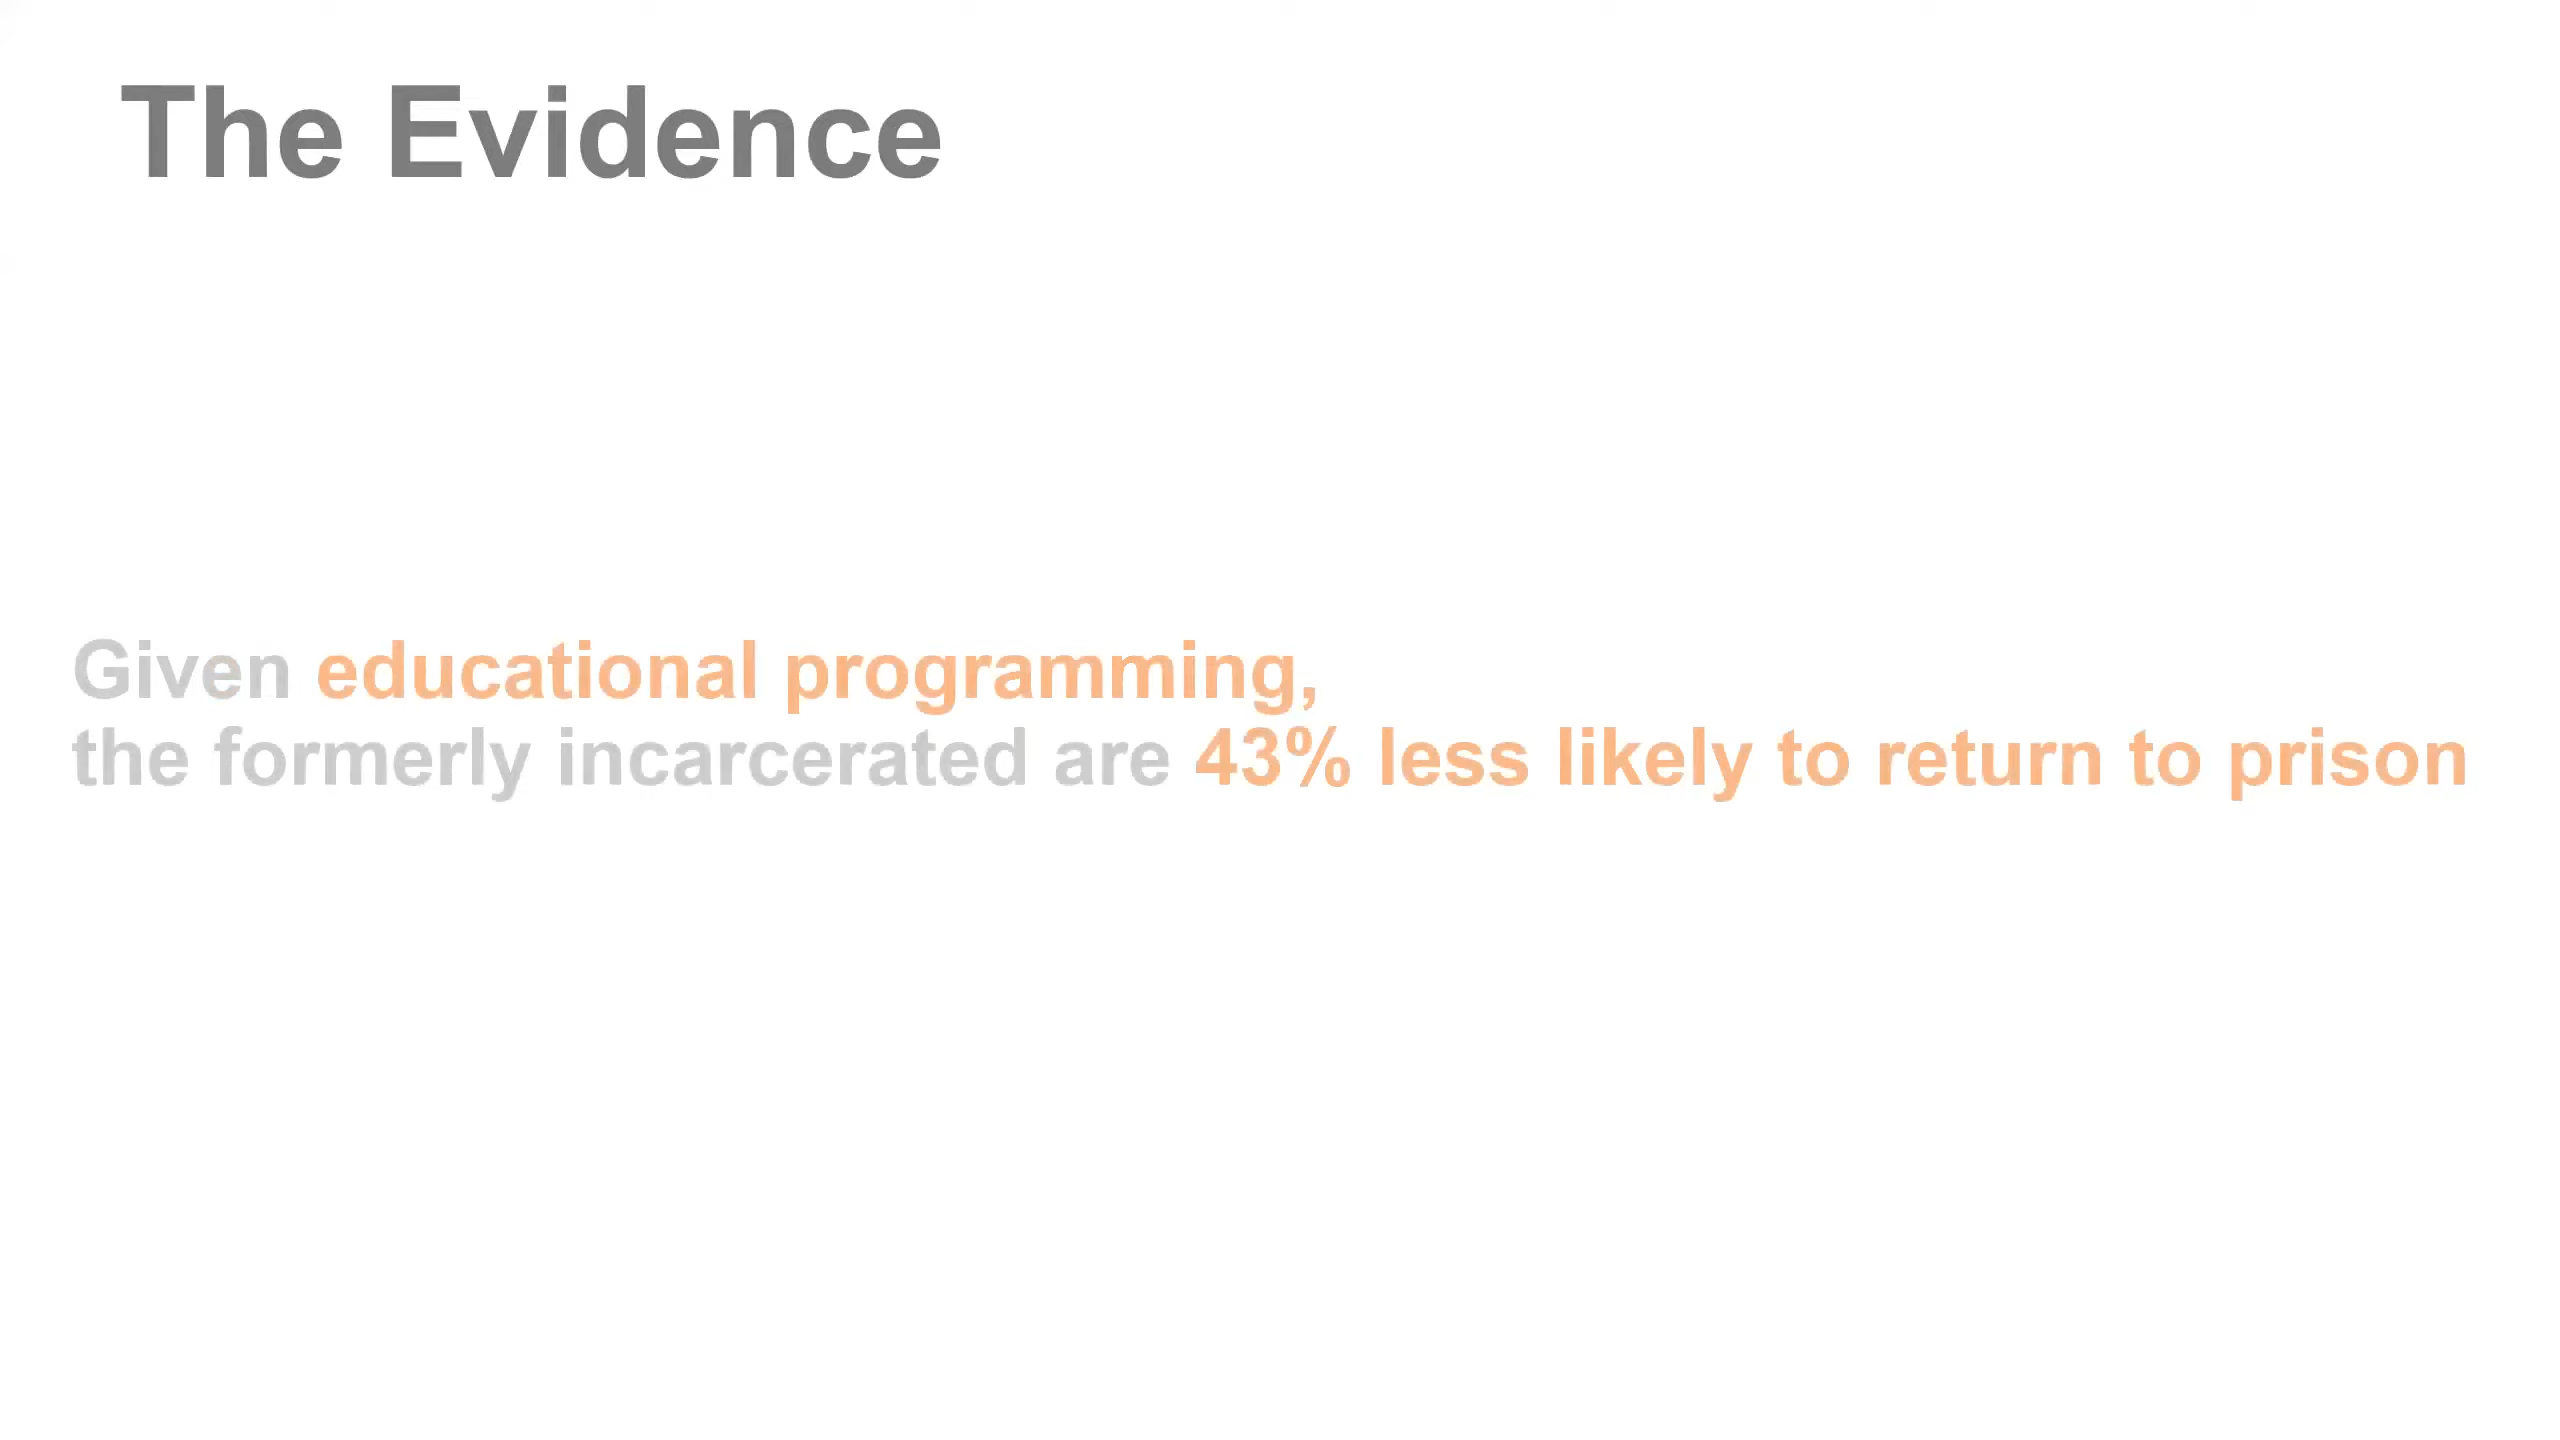 The Evidence
Given educational programming,
the formerly incarcerated are 43% less likely to return to prison